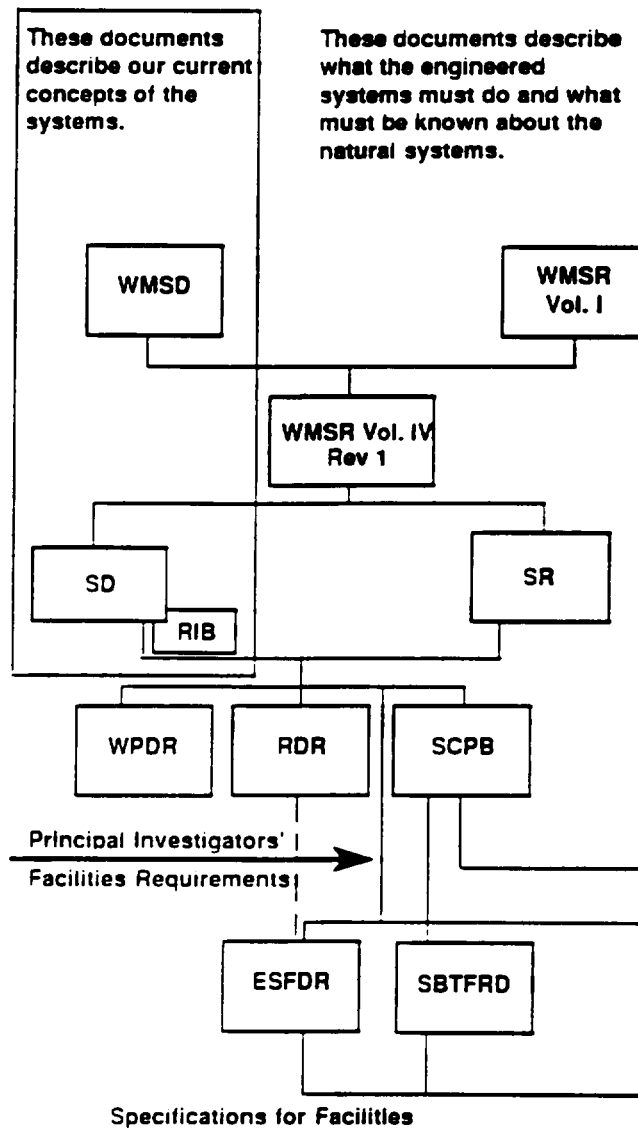 These documents
describe our current
concepts of the
systems.
These documents describe
what the engineered
systems must do and what
must be known about the
natural systems.
WMSD
WMSR
Vol. I
WMSR Vol. IV
Rev 1
SD
RIB
SR
WPDR
RDR
SCPB
Principal Investigators'
Facilities Requirements
ESFDR
SBTFRD
Specifications for Facilities